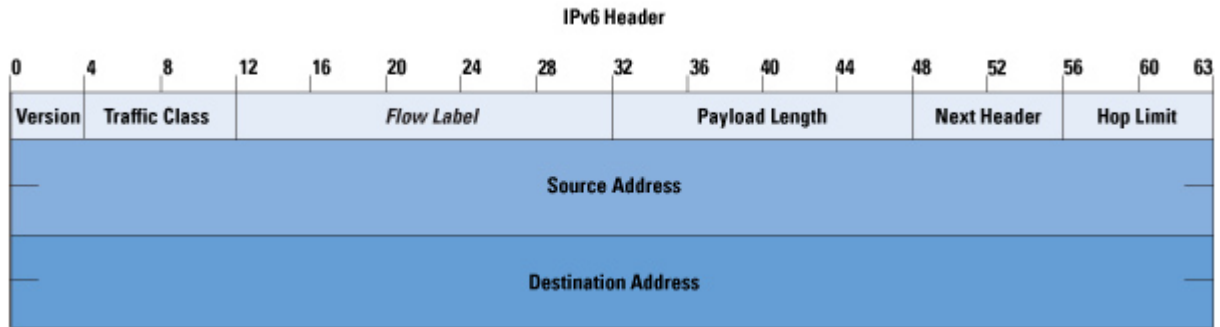 IPv6 Header
0 4 8 12 16 20 24 28 32 36 40 44 48 52 56 60 63
Version Traffic Class Flow Label Payload Length Next Header Hop Limit
Source Address
Destination Address